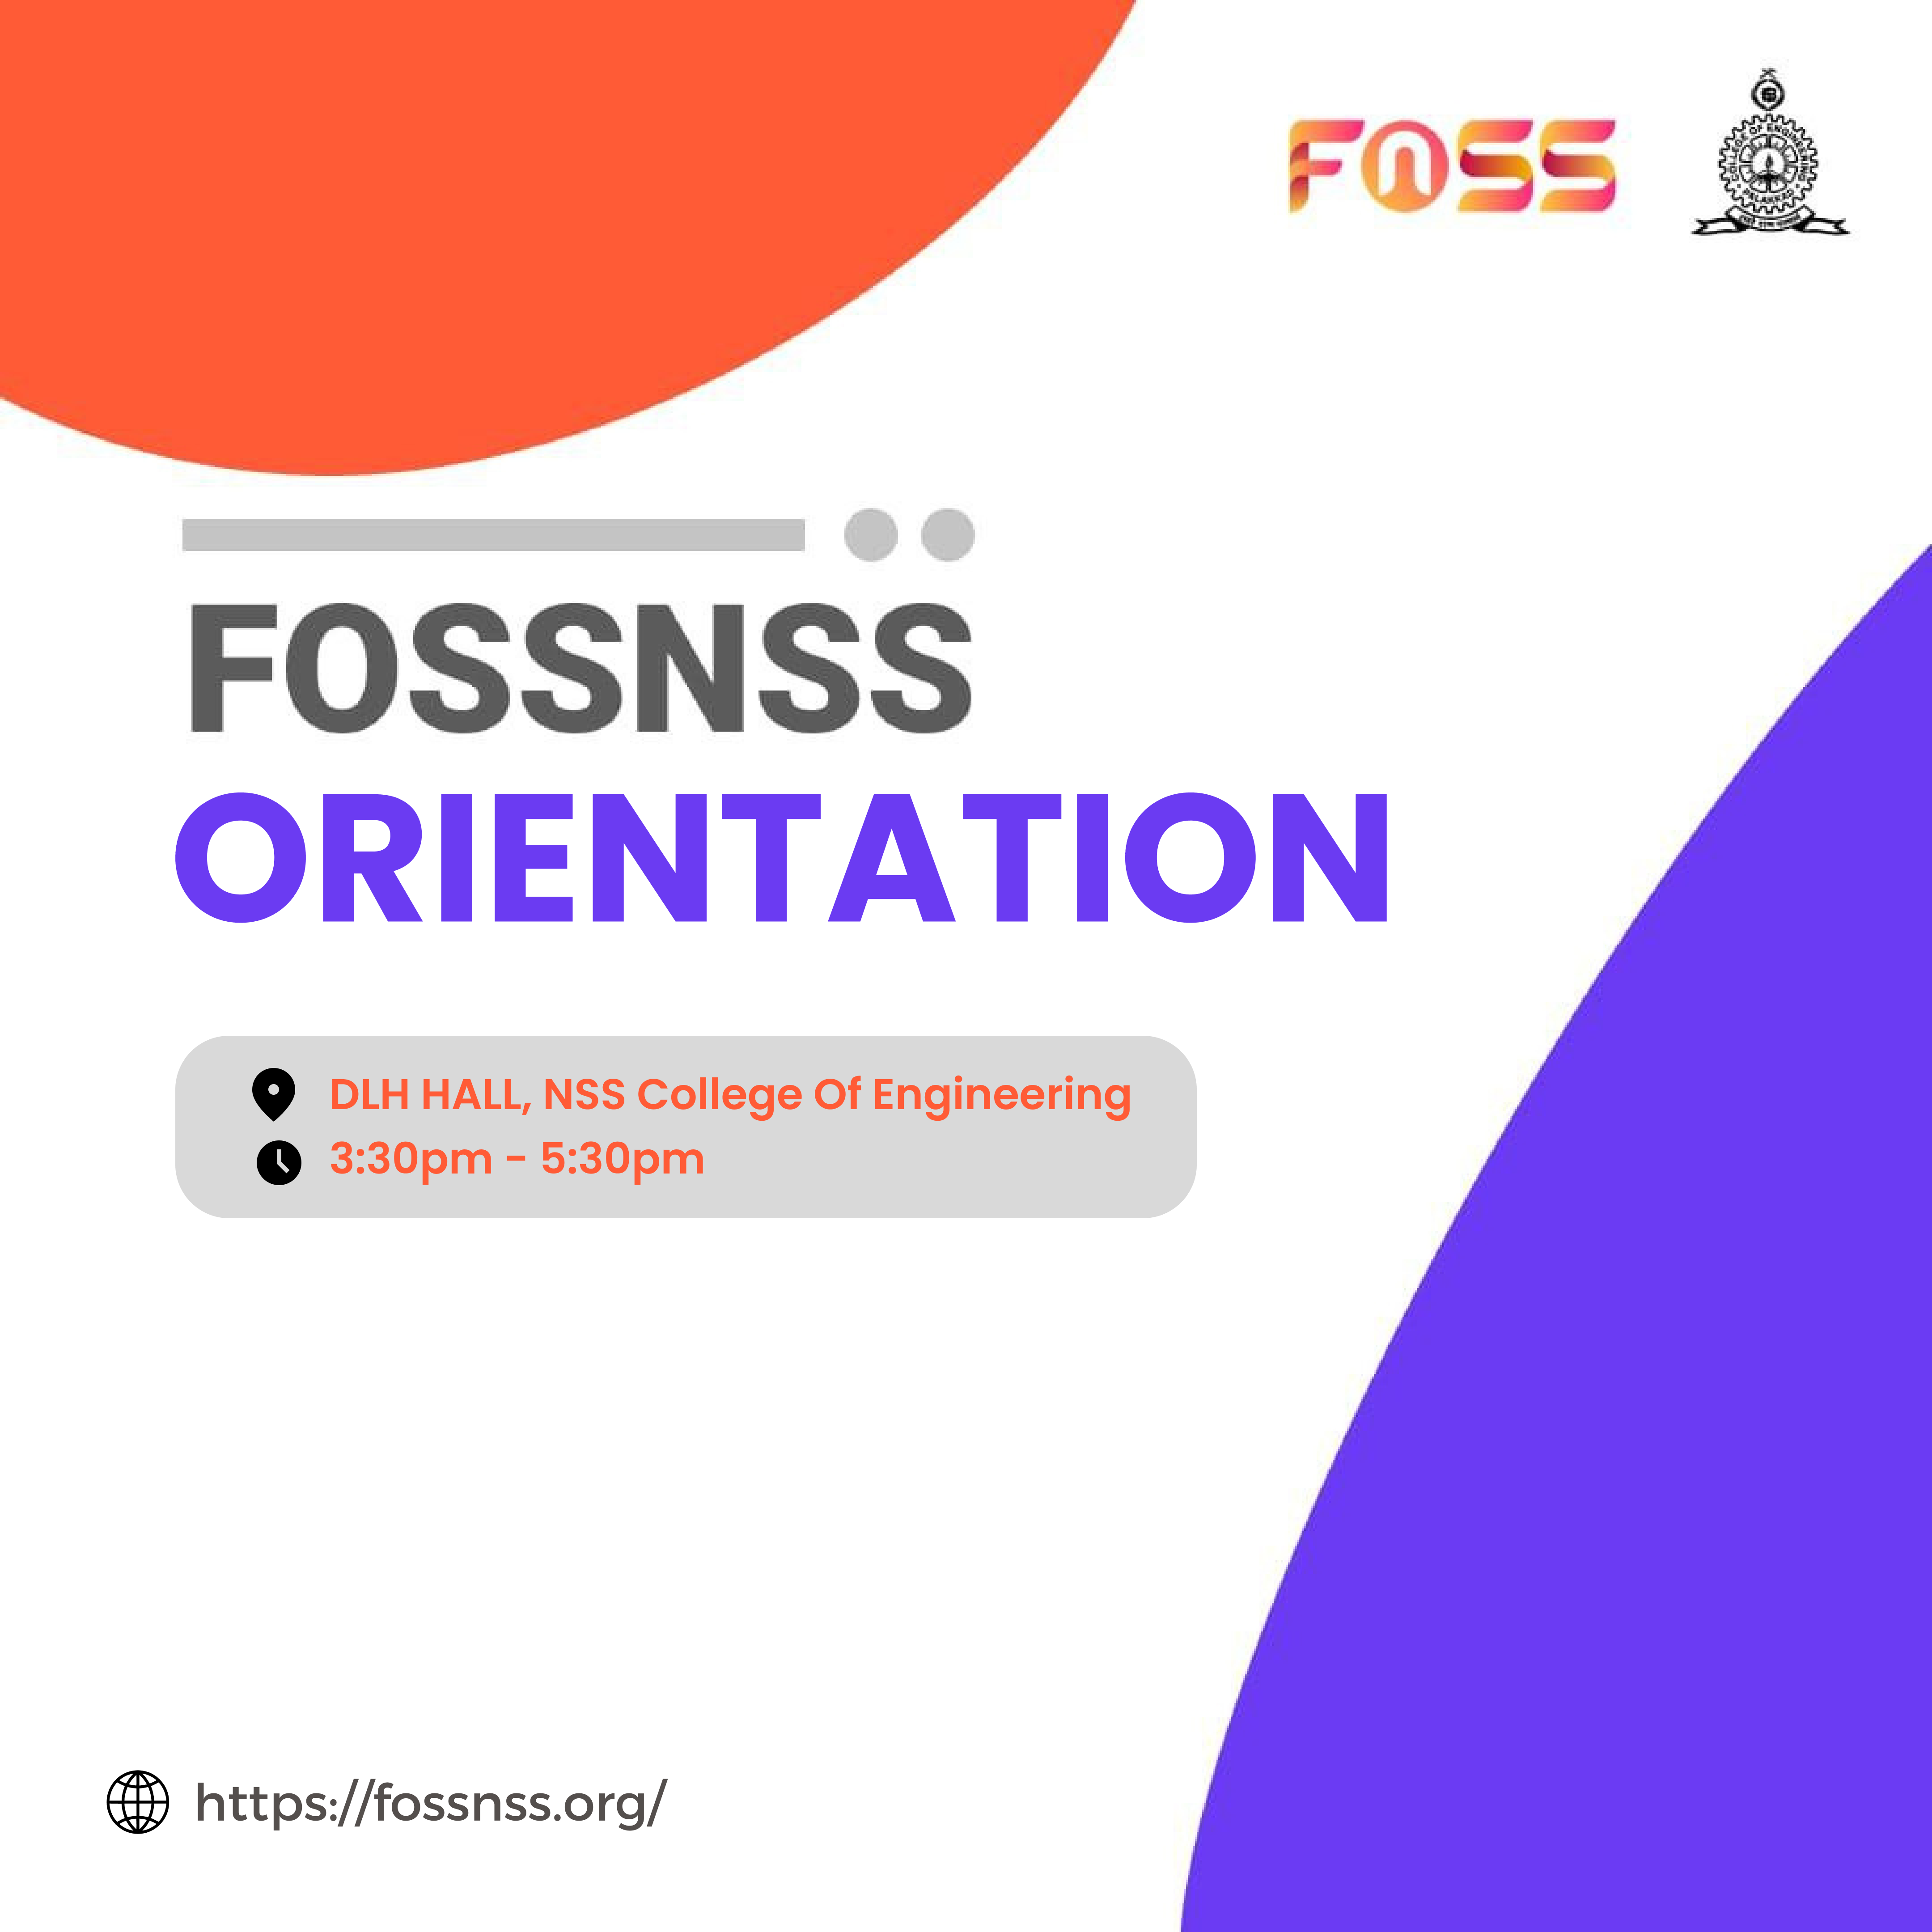 FOSS
COLLEGE OF ENGINEERING
PALAKKAD
FOSSNSS
ORIENTATION
DLH HALL, NSS College Of Engineering
3:30pm - 5:30pm
https://fossnss.org/